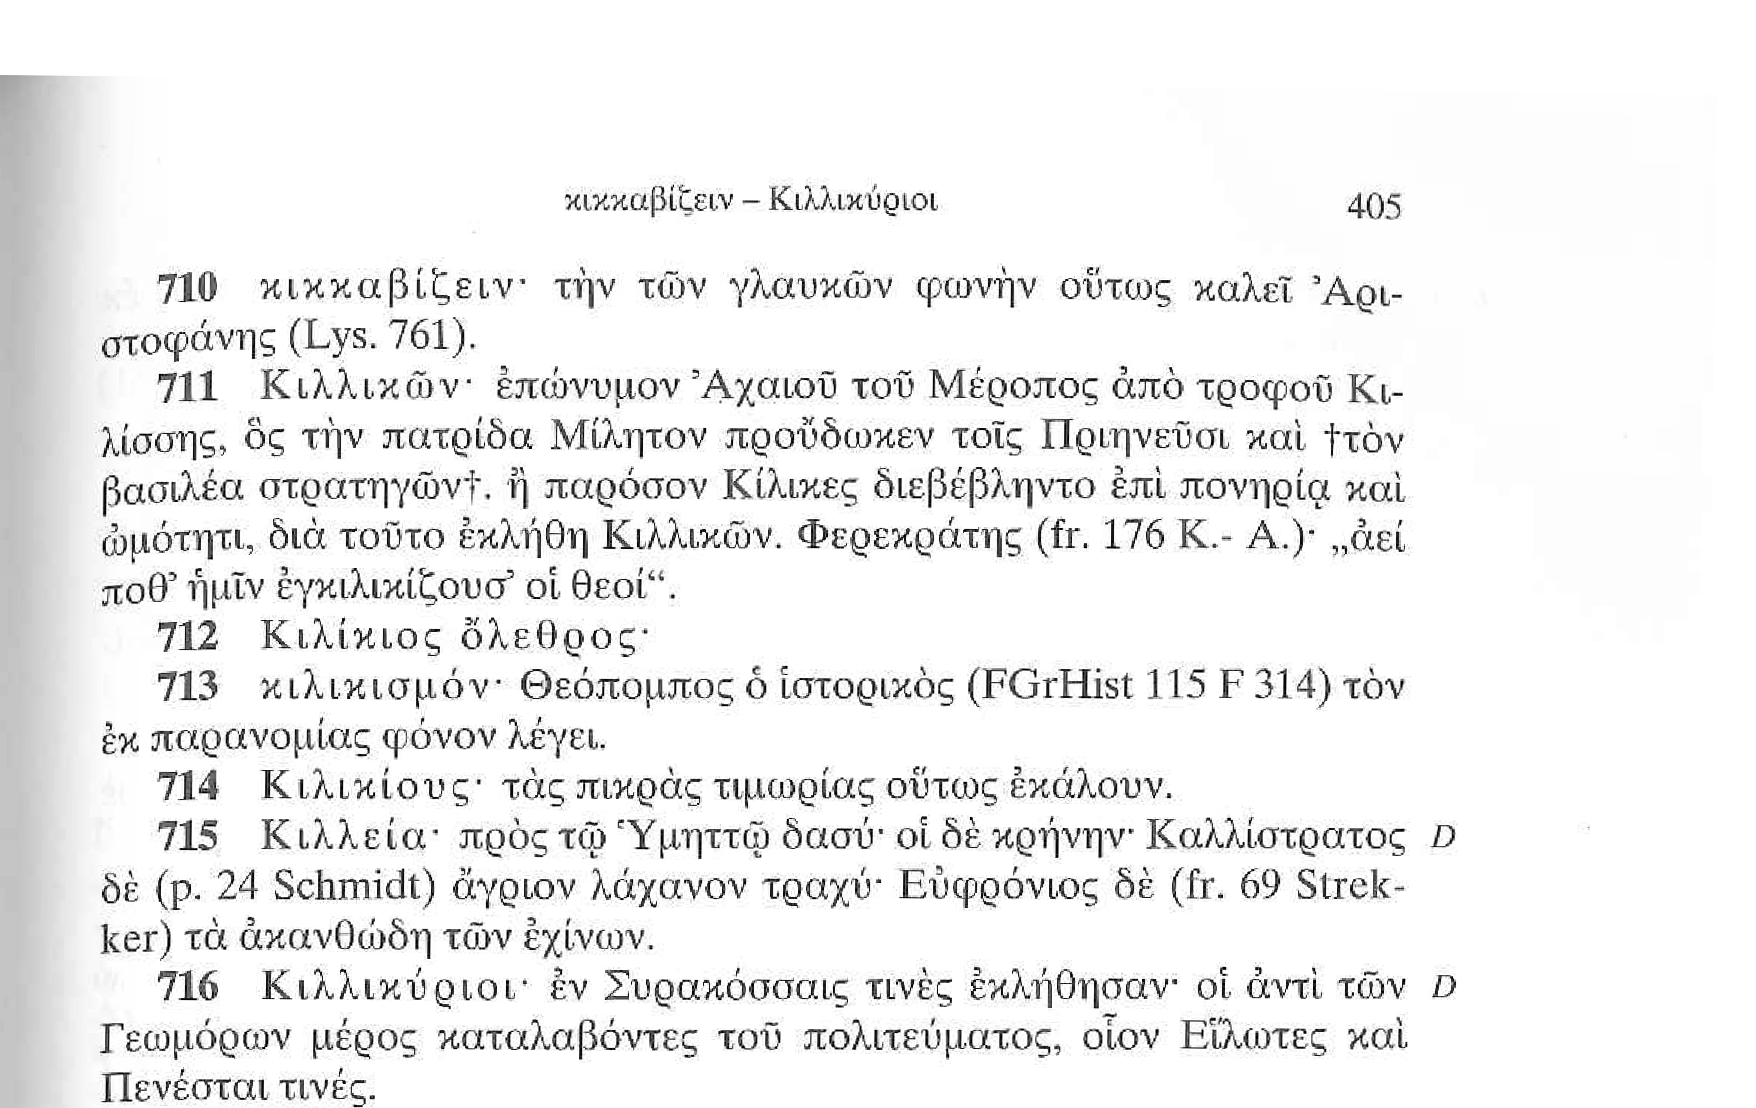 κικκαβίζειν – Κιλλικύριοι 405
710 κικκαβίζειν· τὴν τῶν γλαυκῶν φωνὴν οὕτως καλεῖ Ἀρι-
στοφάνης (Lys. 761).
711 Κιλλικῶν· ἐπώνυμον Ἀχαιοῦ τοῦ Μέροπος ἀπὸ τροφοῦ Κι-
λίσσης, ὃς τὴν πατρίδα Μίλητον προὔδωκεν τοῖς Πριηνεῦσι καὶ †τὸν
βασιλέα στρατηγῶν†. ἢ παρόσον Κίλικες διεβέβληντο ἐπὶ πονηρίᾳ καὶ
ὠμότητι, διὰ τοῦτο ἐκλήθη Κιλλικῶν. Φερεκράτης (fr. 176 K.- A.)· „ἀεί
ποθ’ ἡμῖν ἐγκιλικίζουσ’ οἱ θεοί“.
712 Κιλίκιος ὄλεθρος·
713 κιλικισμόν· Θεόπομπος ὁ ἱστορικὸς (FGrHist 115 F 314) τὸν
ἐκ παρανομίας φόνον λέγει.
714 Κιλικίους· τὰς πικρὰς τιμωρίας οὕτως ἐκάλουν.
715 Κιλλεία· πρὸς τῷ Ὑμηττῷ δασύ· οἱ δὲ κρήνην· Καλλίστρατος D
δὲ (p. 24 Schmidt) ἄγριον λάχανον τραχύ· Εὐφρόνιος δὲ (fr. 69 Strek-
ker) τὰ ἀκανθώδη τῶν ἐχίνων.
716 Κιλλικύριοι· ἐν Συρακόσσαις τινὲς ἐκλήθησαν· οἱ ἀντὶ τῶν D
Γεωμόρων μέρος καταλαβόντες τοῦ πολιτεύματος, οἷον Εἵλωτες καὶ
Πενέσται τινές.